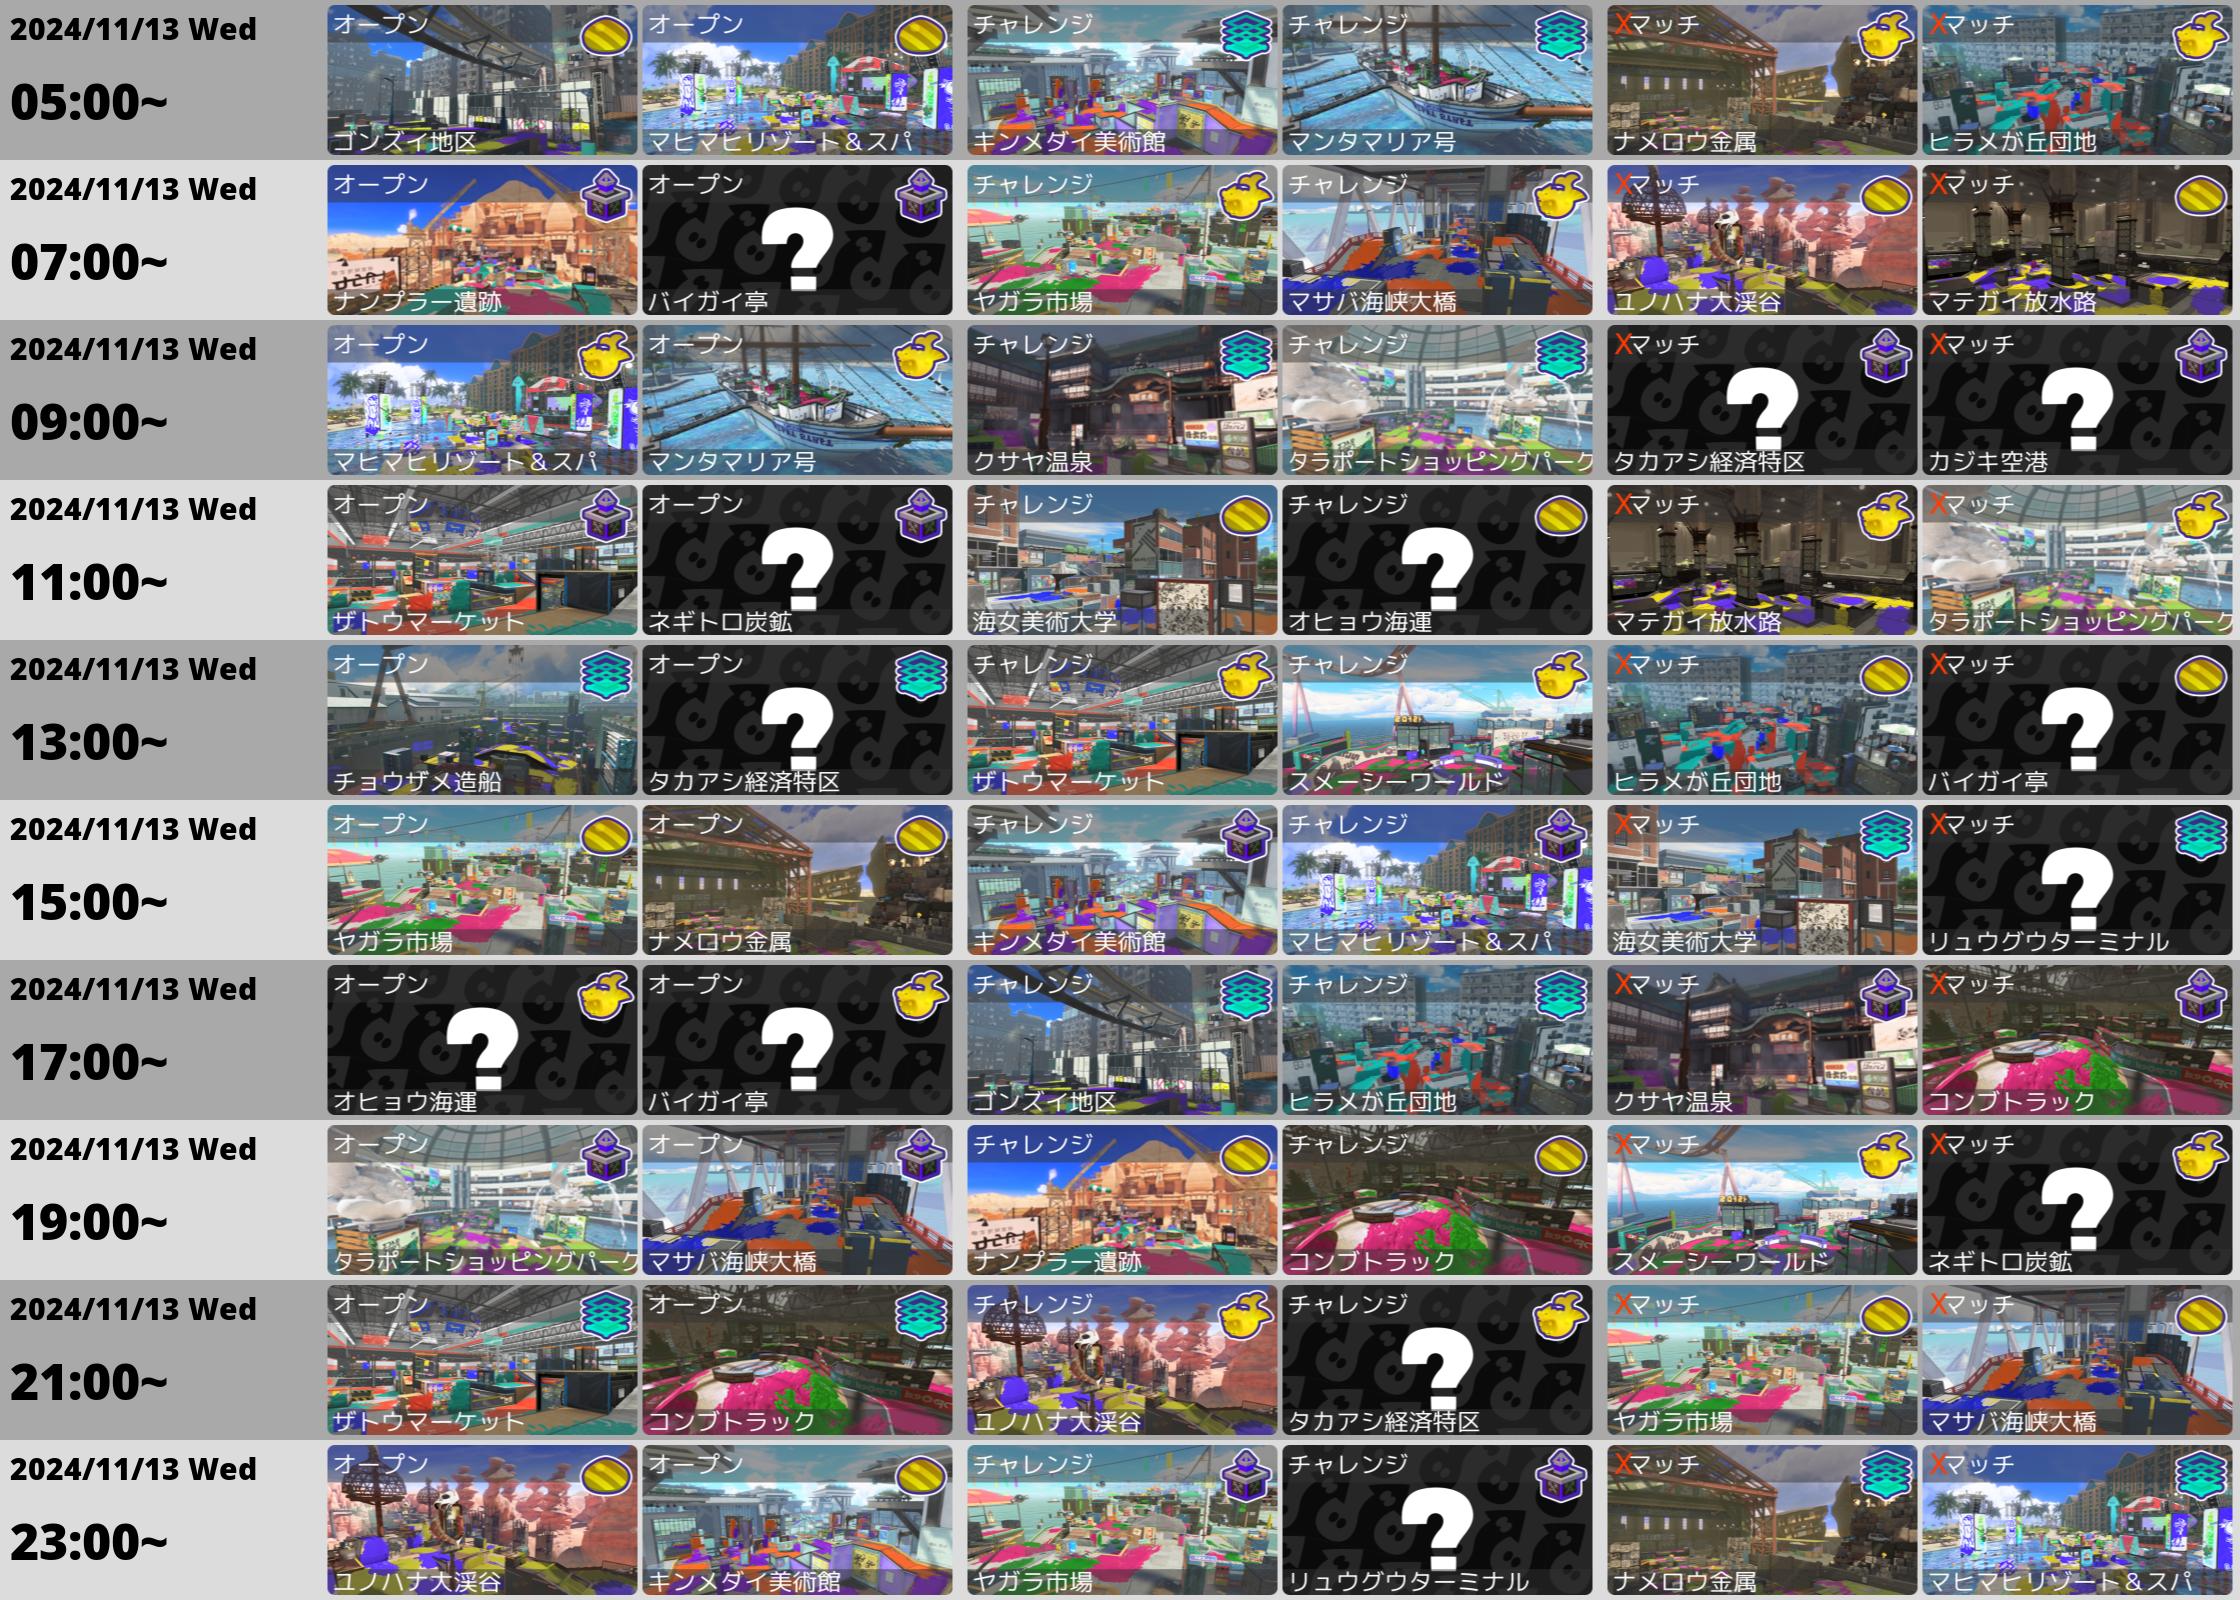 2024/11/13 Wed
05:00~
オープン オープン チャレンジ チャレンジ Xマッチ Xマッチ
ゴンズイ地区 マヒマヒリゾート＆スパ キンメダイ美術館 マンタマリア号 ナメロウ金属 ヒラメが丘団地
2024/11/13 Wed
07:00~
オープン オープン チャレンジ チャレンジ Xマッチ Xマッチ
ナンプラー遺跡 バイガイ亭 ヤガラ市場 マサバ海峡大橋 ユノハナ大渓谷 マテガイ放水路
2024/11/13 Wed
09:00~
オープン オープン チャレンジ チャレンジ Xマッチ Xマッチ
マヒマヒリゾート＆スパ マンタマリア号 クサヤ温泉 タラポートショッピングパーク タカアシ経済特区 カジキ空港
2024/11/13 Wed
11:00~
オープン オープン チャレンジ チャレンジ Xマッチ Xマッチ
ザトウマーケット ネギトロ炭鉱 海女美術大学 オヒョウ海運 マテガイ放水路 タラポートショッピングパーク
2024/11/13 Wed
13:00~
オープン オープン チャレンジ チャレンジ Xマッチ Xマッチ
チョウザメ造船 タカアシ経済特区 ザトウマーケット スメーシーワールド ヒラメが丘団地 バイガイ亭
2024/11/13 Wed
15:00~
オープン オープン チャレンジ チャレンジ Xマッチ Xマッチ
ヤガラ市場 ナメロウ金属 キンメダイ美術館 マヒマヒリゾート＆スパ 海女美術大学 リュウグウターミナル
2024/11/13 Wed
17:00~
オープン オープン チャレンジ チャレンジ Xマッチ Xマッチ
オヒョウ海運 バイガイ亭 ゴンズイ地区 ヒラメが丘団地 クサヤ温泉 コンブトラック
2024/11/13 Wed
19:00~
オープン オープン チャレンジ チャレンジ Xマッチ Xマッチ
タラポートショッピングパーク マサバ海峡大橋 ナンプラー遺跡 コンブトラック スメーシーワールド ネギトロ炭鉱
2024/11/13 Wed
21:00~
オープン オープン チャレンジ チャレンジ Xマッチ Xマッチ
ザトウマーケット コンブトラック ユノハナ大渓谷 タカアシ経済特区 ヤガラ市場 マサバ海峡大橋
2024/11/13 Wed
23:00~
オープン オープン チャレンジ チャレンジ Xマッチ Xマッチ
ユノハナ大渓谷 キンメダイ美術館 ヤガラ市場 リュウグウターミナル ナメロウ金属 マヒマヒリゾート＆スパ